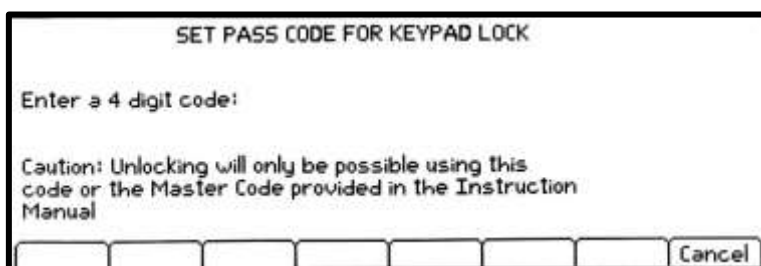 SET PASS CODE FOR KEYPAD LOCK
Enter a 4 digit code:
Caution: Unlocking will only be possible using this
code or the Master Code provided in the Instruction
Manual
Cancel